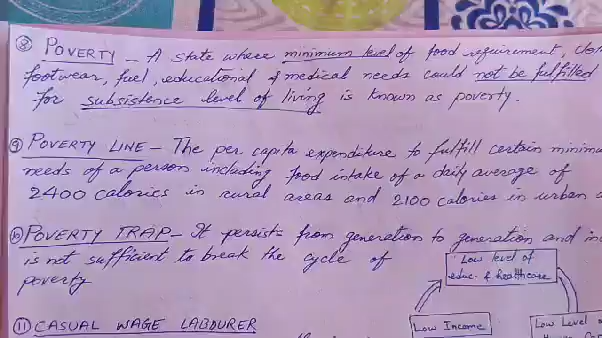 ⑧ POVERTY - A state where minimum level of food requirement,
footwear, fuel, educational & medical needs could not be fulfilled
for subsistence level of living is known as poverty.
⑨ POVERTY LINE - The per capita expenditure to fulfill certain
needs of a person including food intake of a daily average of
2400 calories in rural areas and 2100 calories in urban
⑩ POVERTY TRAP - It persists from generation to generation and
is not sufficient to break the cycle of
poverty
Low level of
educ. & healthcare
Low Income
Low Level
⑪ CASUAL WAGE LABOURER